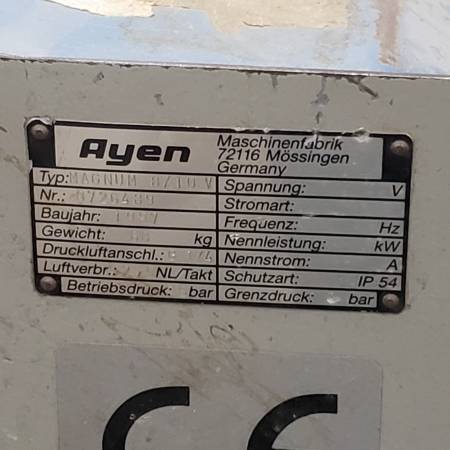 Ayen
Maschinenfabrik
72116 Mössingen
Germany
Typ: MAGNUM 8/10 V
Nr.:
Baujahr: 1997
Gewicht: kg
Druckluftanschl.:
Luftverbr.: NL/Takt
Betriebsdruck: bar
Spannung: V
Stromart:
Frequenz: Hz
Nennleistung: kW
Nennstrom: A
Schutzart: IP 54
Grenzdruck: bar
CE